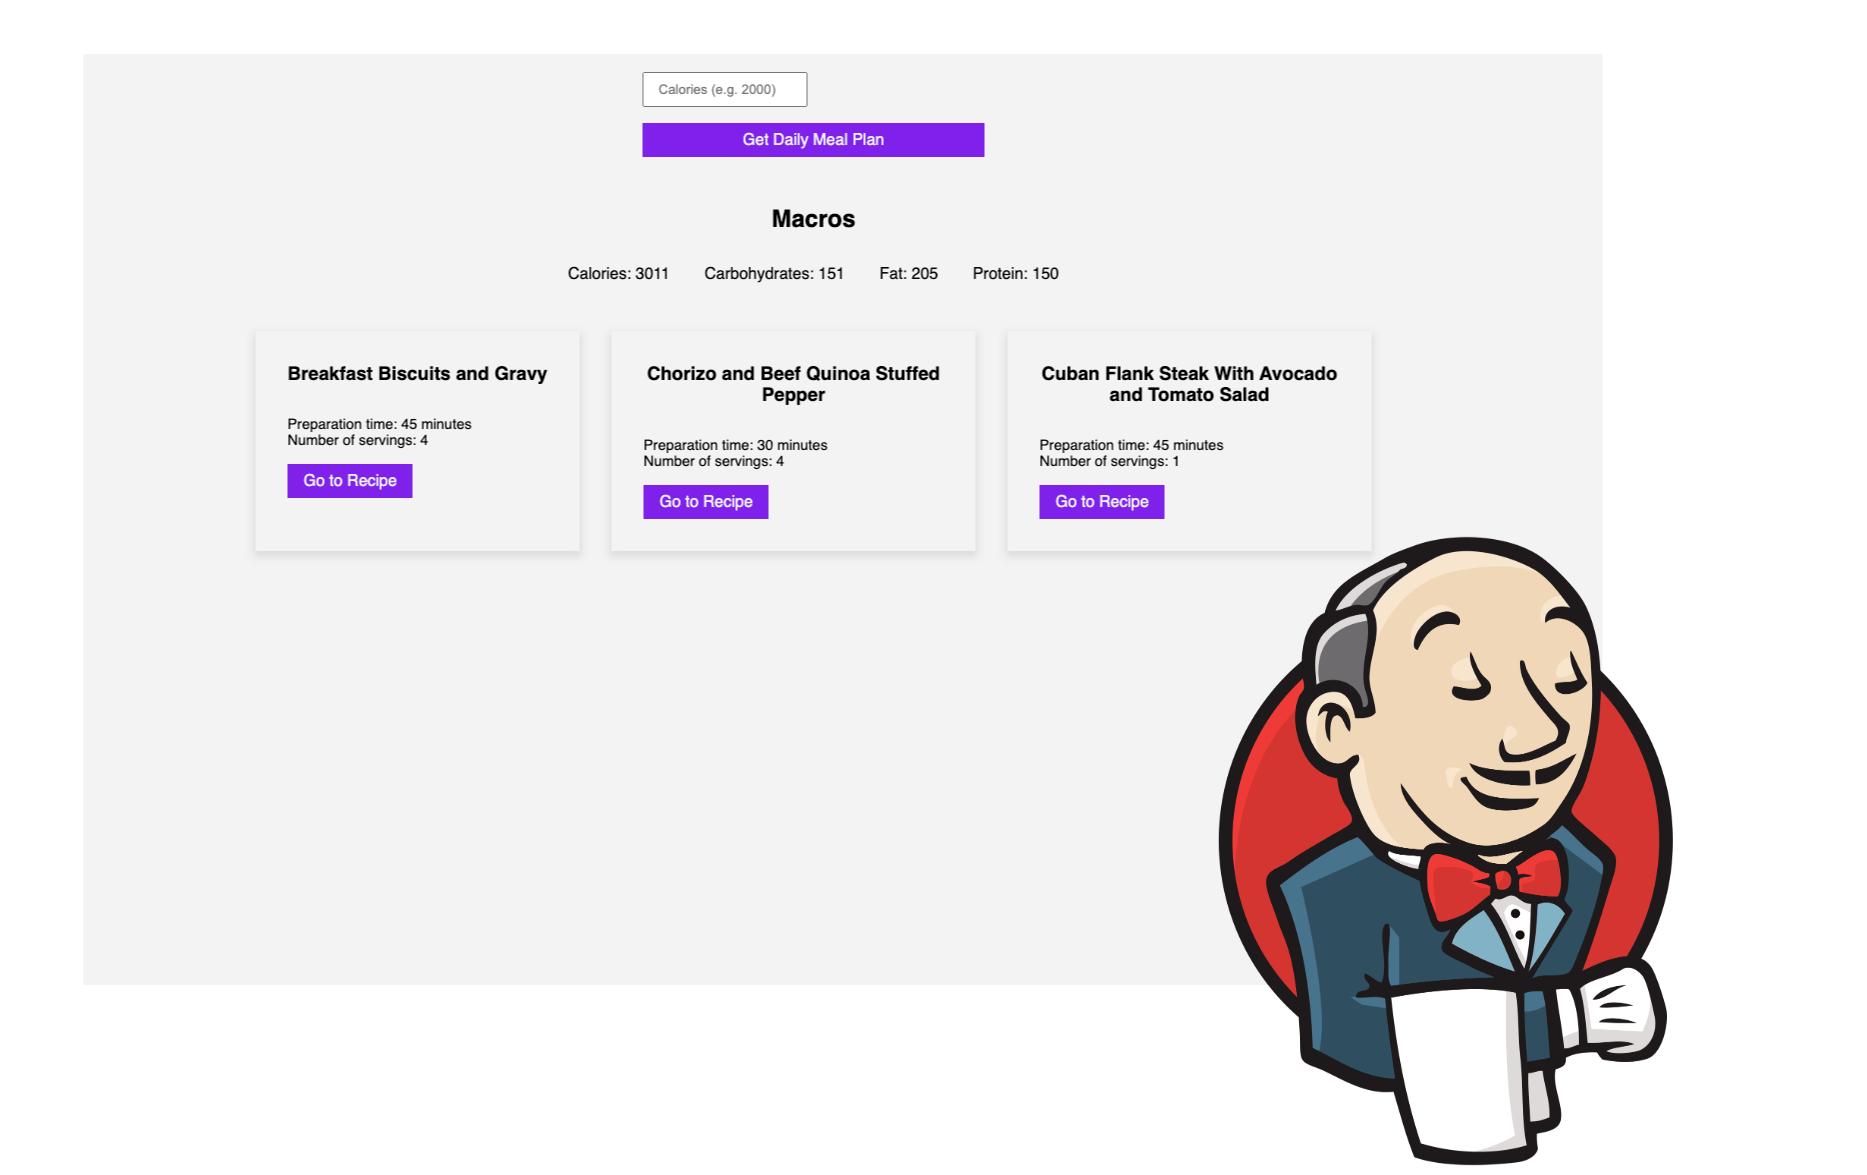 Calories (e.g. 2000)
Get Daily Meal Plan
Macros
Calories: 3011 Carbohydrates: 151 Fat: 205 Protein: 150
Breakfast Biscuits and Gravy
Preparation time: 45 minutes
Number of servings: 4
Go to Recipe
Chorizo and Beef Quinoa Stuffed
Pepper
Preparation time: 30 minutes
Number of servings: 4
Go to Recipe
Cuban Flank Steak With Avocado
and Tomato Salad
Preparation time: 45 minutes
Number of servings: 1
Go to Recipe